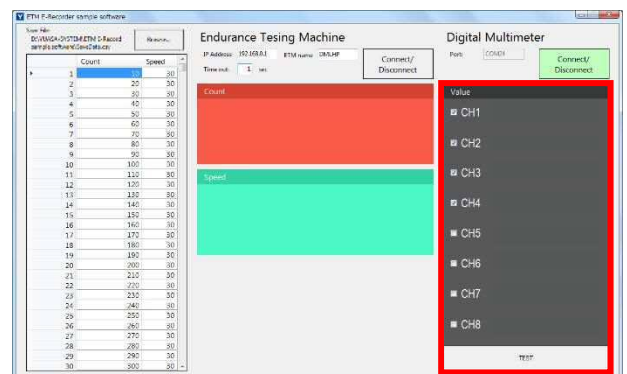 ETM E-Recorder sample software
Save File
Browse...
sample software\SaveData.csv
Endurance Tesing Machine
IP Address: 192.168.0.1 ETM name DMLHP
Time out: 1 sec
Connect/
Disconnect
Digital Multimeter
Port:
Connect/
Disconnect
Count Speed
1 10 30
2 20 30
3 30 30
4 40 30
5 50 30
6 60 30
7 70 30
8 80 30
9 90 30
10 100 30
11 110 30
12 120 30
13 130 30
14 140 30
15 150 30
16 160 30
17 170 30
18 180 30
19 190 30
20 200 30
21 210 30
22 220 30
23 230 30
24 240 30
25 250 30
26 260 30
27 270 30
28 280 30
29 290 30
30 300 30
Count
Speed
Value
CH1
CH2
CH3
CH4
CH5
CH6
CH7
CH8
TEST